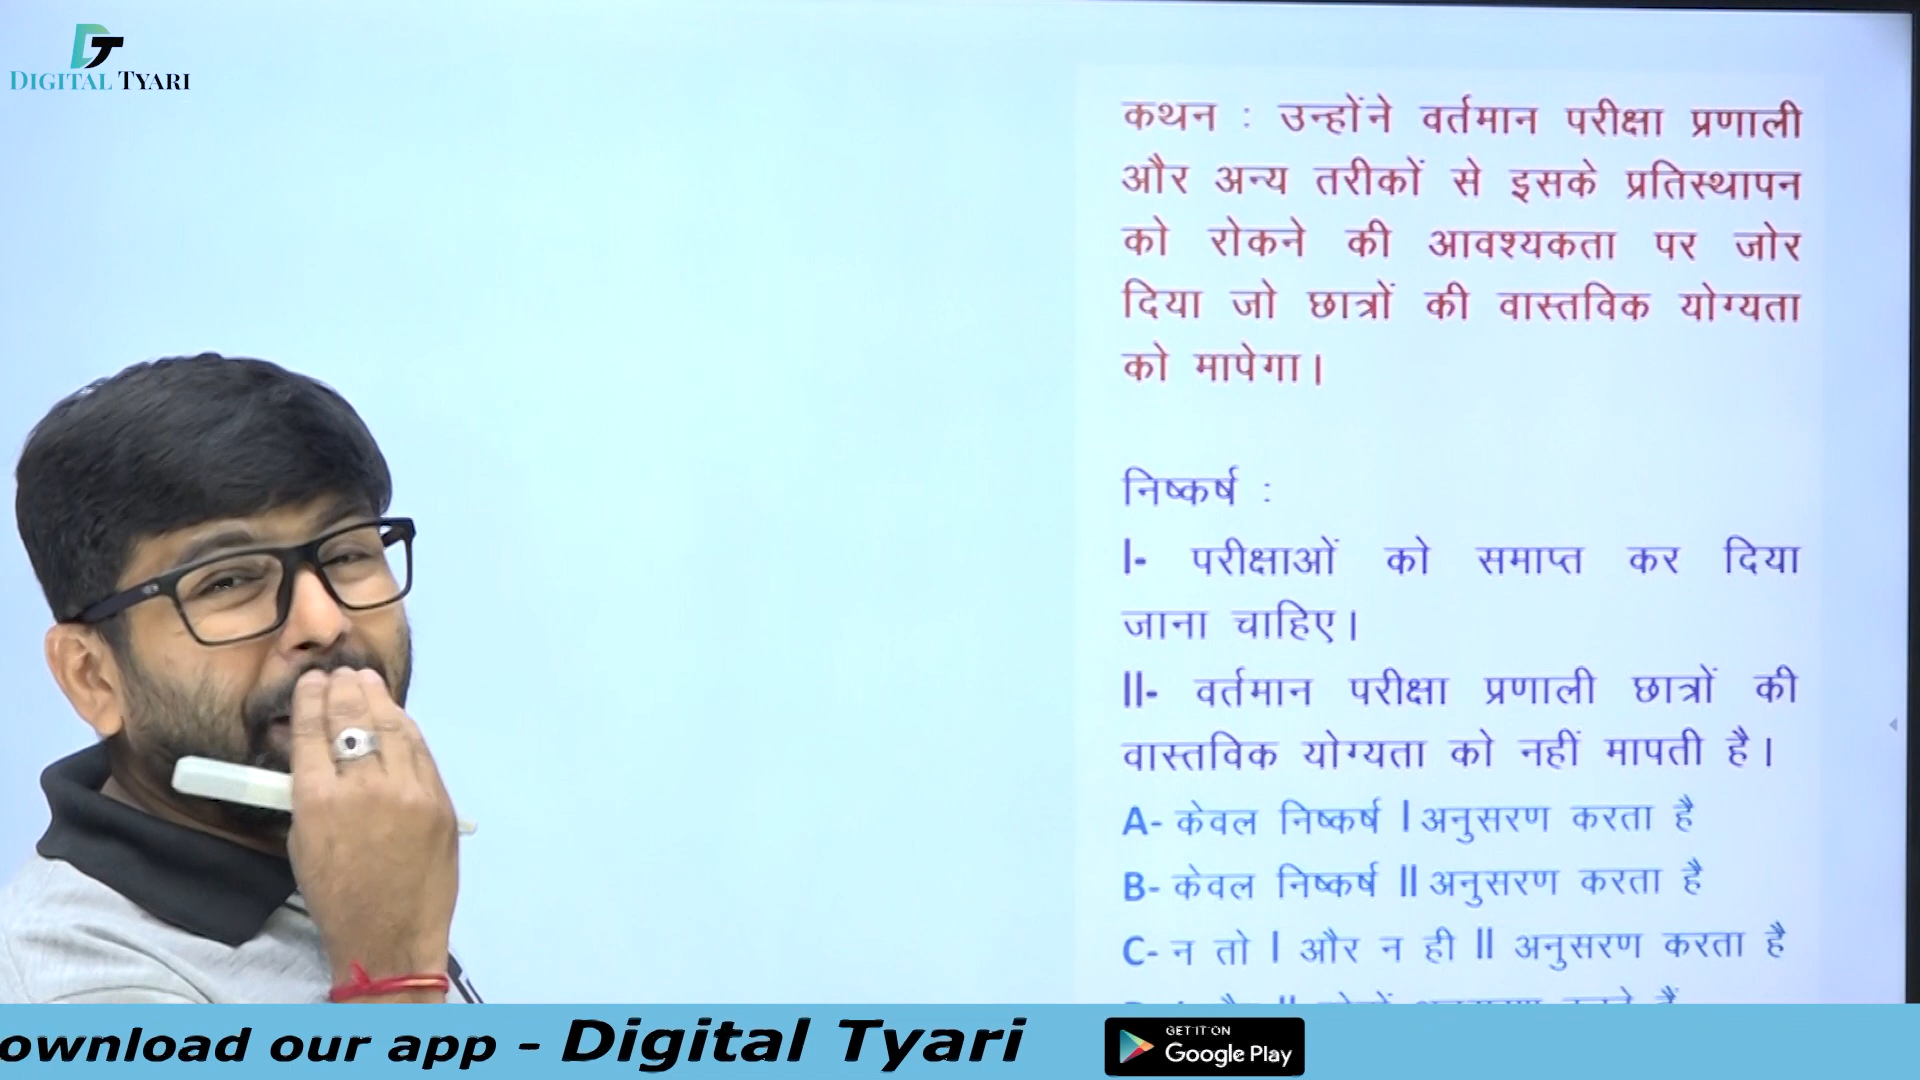 DIGITAL TYARI
कथन : उन्होंने वर्तमान परीक्षा प्रणाली
और अन्य तरीकों से इसके प्रतिस्थापन
को रोकने की आवश्यकता पर जोर
दिया जो छात्रों की वास्तविक योग्यता
को मापेगा।
निष्कर्ष :
I- परीक्षाओं को समाप्त कर दिया
जाना चाहिए।
II- वर्तमान परीक्षा प्रणाली छात्रों की
वास्तविक योग्यता को नहीं मापती है।
A- केवल निष्कर्ष I अनुसरण करता है
B- केवल निष्कर्ष II अनुसरण करता है
C- न तो I और न ही II अनुसरण करता है
ownload our app - Digital Tyari
GET IT ON
Google Play